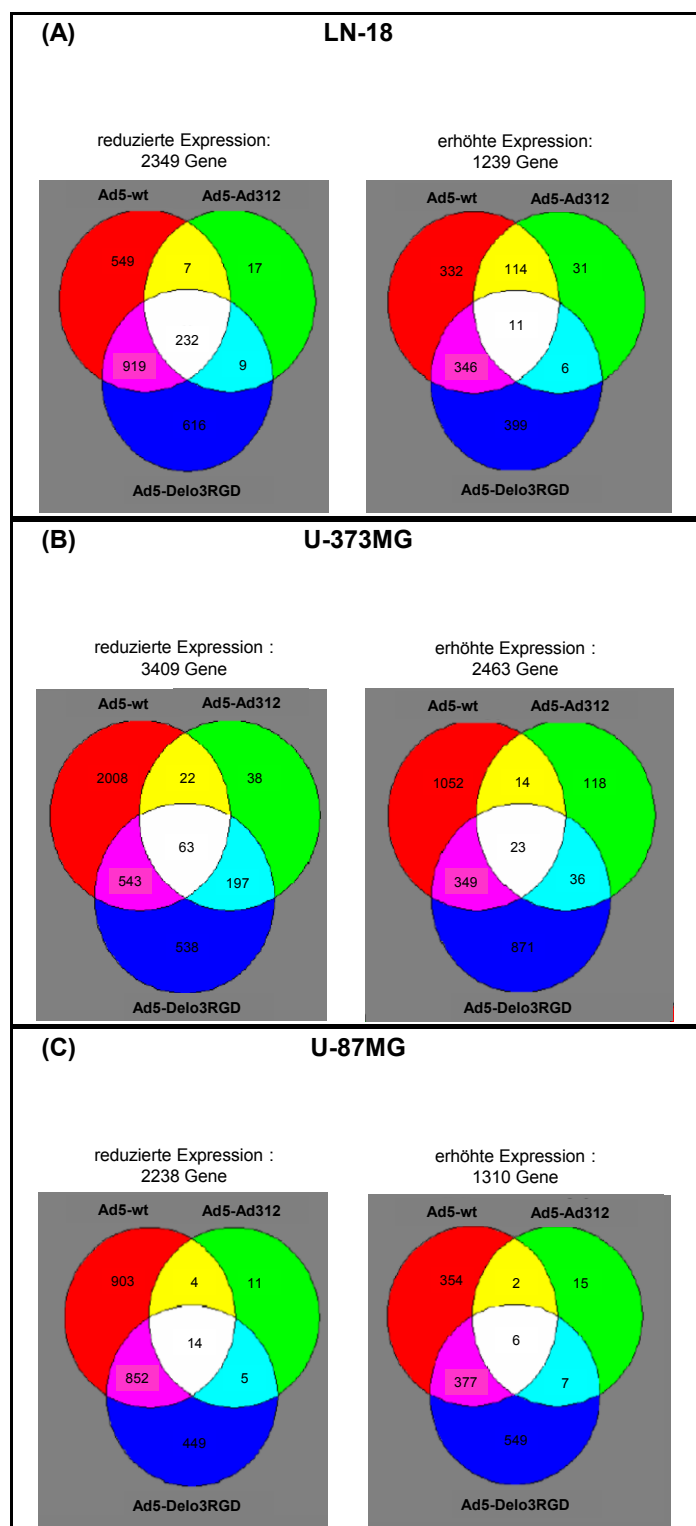 (A) LN-18
reduzierte Expression:
2349 Gene
erhöhte Expression:
1239 Gene
Ad5-wt Ad5-Ad312
549 7 17
232
919 9
616
Ad5-Delo3RGD
Ad5-wt Ad5-Ad312
332 114 31
11
346 6
399
Ad5-Delo3RGD
(B) U-373MG
reduzierte Expression :
3409 Gene
erhöhte Expression :
2463 Gene
Ad5-wt Ad5-Ad312
2008 22 38
63
543 197
538
Ad5-Delo3RGD
Ad5-wt Ad5-Ad312
1052 14 118
23
349 36
871
Ad5-Delo3RGD
(C) U-87MG
reduzierte Expression :
2238 Gene
erhöhte Expression :
1310 Gene
Ad5-wt Ad5-Ad312
903 4 11
14
852 5
449
Ad5-Delo3RGD
Ad5-wt Ad5-Ad312
354 2 15
6
377 7
549
Ad5-Delo3RGD